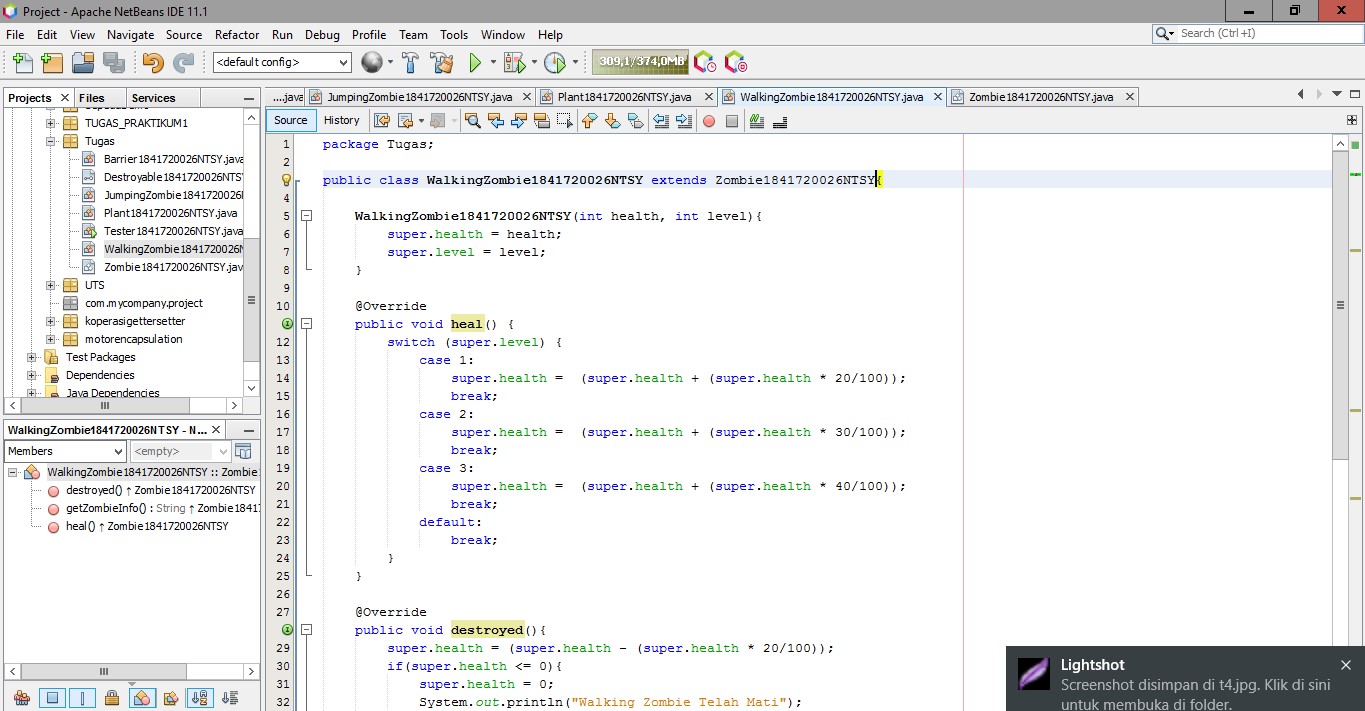 Project - Apache NetBeans IDE 11.1
File Edit View Navigate Source Refactor Run Debug Profile Team Tools Window Help
Search (Ctrl+I)
<default config>
309,1/374,0MB
Projects Files Services
....java JumpingZombie1841720026NTSY.java Plant1841720026NTSY.java WalkingZombie1841720026NTSY.java Zombie1841720026NTSY.java
Source History
TUGAS_PRAKTIKUM1
Tugas
Barrier1841720026NTSY.java
Destroyable1841720026NTS
JumpingZombie1841720026
Plant1841720026NTSY.java
Tester1841720026NTSY.java
WalkingZombie1841720026N
Zombie1841720026NTSY.jav
UTS
com.mycompany.project
koperasigettersetter
motorencapsulation
Test Packages
Dependencies
Java Dependencies
WalkingZombie1841720026NTSY - N...
Members <empty>
WalkingZombie1841720026NTSY :: Zombie
destroyed() ↑ Zombie1841720026NTSY
getZombieInfo() : String ↑ Zombie1841
heal() ↑ Zombie1841720026NTSY
1 package Tugas;
2
public class WalkingZombie1841720026NTSY extends Zombie1841720026NTSY{
4
5 WalkingZombie1841720026NTSY(int health, int level){
6 super.health = health;
7 super.level = level;
8 }
9
10 @Override
public void heal() {
12 switch (super.level) {
13 case 1:
14 super.health = (super.health + (super.health * 20/100));
15 break;
16 case 2:
17 super.health = (super.health + (super.health * 30/100));
18 break;
19 case 3:
20 super.health = (super.health + (super.health * 40/100));
21 break;
22 default:
23 break;
24 }
25 }
26
27 @Override
public void destroyed(){
29 super.health = (super.health - (super.health * 20/100));
30 if(super.health <= 0){
31 super.health = 0;
32 System.out.println("Walking Zombie Telah Mati");
Lightshot
Screenshot disimpan di t4.jpg. Klik di sini
untuk membuka di folder.